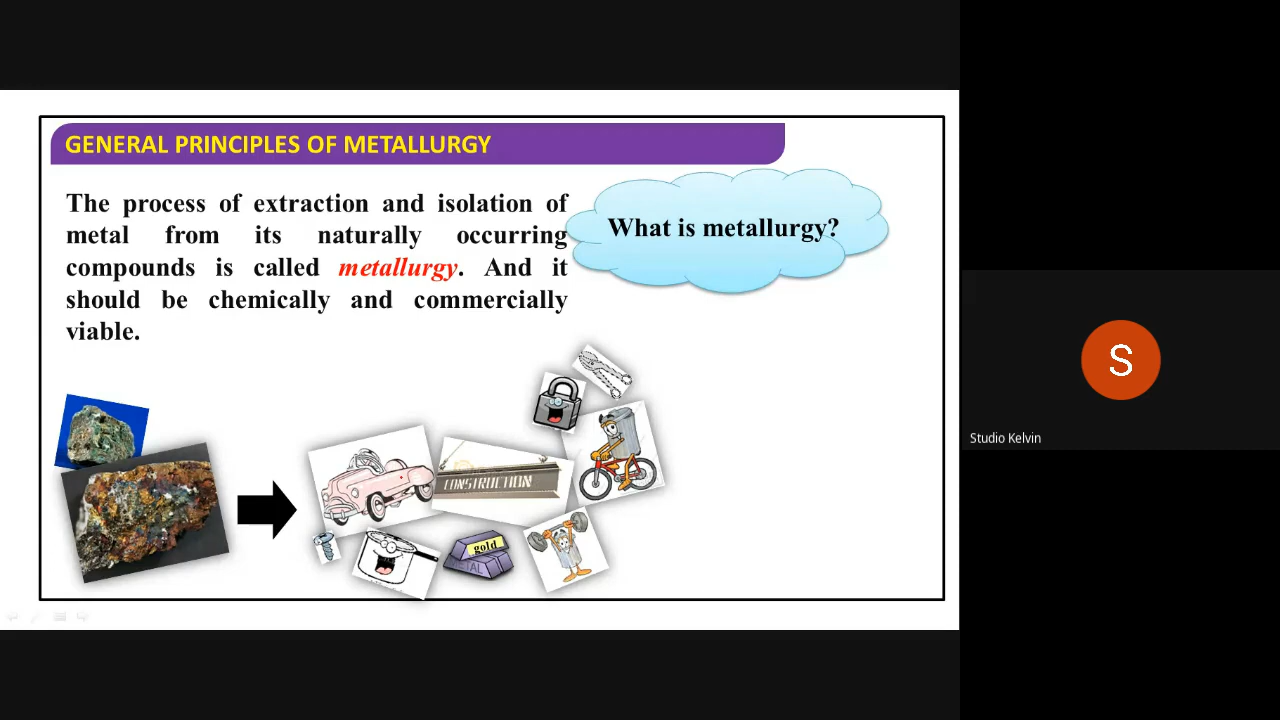 GENERAL PRINCIPLES OF METALLURGY
The process of extraction and isolation of
metal from its naturally occurring
compounds is called metallurgy. And it
should be chemically and commercially
viable.
What is metallurgy?
CONSTRUCTION
gold
METAL
S
Studio Kelvin